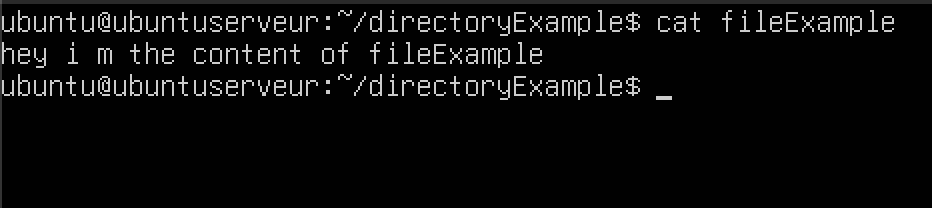 ubuntu@ubuntuserveur:~/directoryExample$ cat fileExample
hey i m the content of fileExample
ubuntu@ubuntuserveur:~/directoryExample$ _